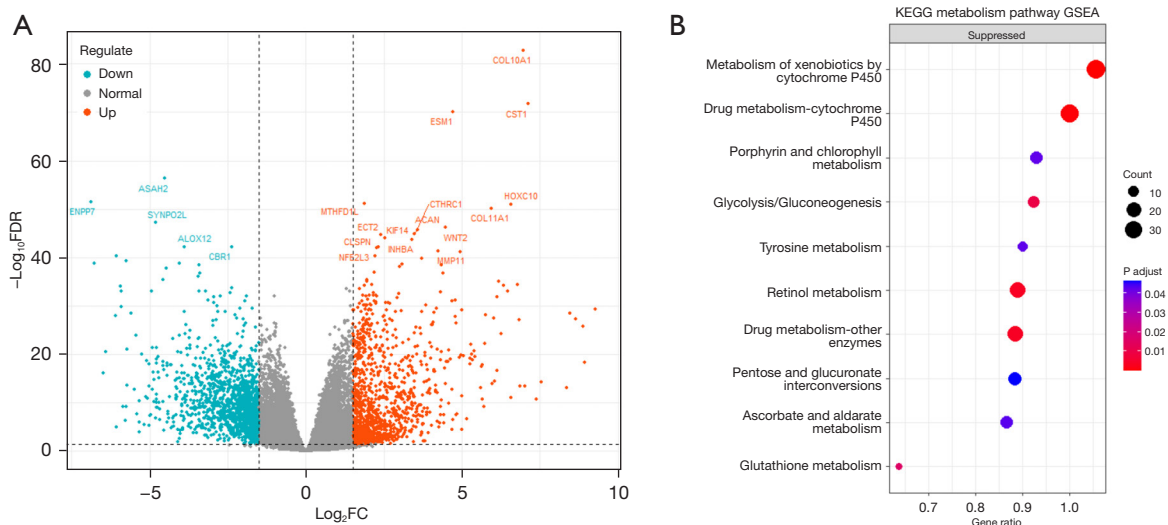 A
Regulate
Down
Normal
Up
COL10A1
CST1
ESM1
ASAH2
ENPP7
SYNPO2L
ALOX12
CBR1
MTHFD1L
HOXC10
COL11A1
CTHRC1
ACAN
ECT2
KIF14
WNT2
CLSPN
INHBA
NFE2L3
MMP11
80
60
40
20
0
−Log₁₀FDR
−5
0
5
10
Log₂FC
B
KEGG metabolism pathway GSEA
Suppressed
Metabolism of xenobiotics by
cytochrome P450
Drug metabolism-cytochrome
P450
Porphyrin and chlorophyll
metabolism
Glycolysis/Gluconeogenesis
Tyrosine metabolism
Retinol metabolism
Drug metabolism-other
enzymes
Pentose and glucuronate
interconversions
Ascorbate and aldarate
metabolism
Glutathione metabolism
0.7
0.8
0.9
1.0
Gene ratio
Count
10
20
30
P adjust
0.04
0.03
0.02
0.01